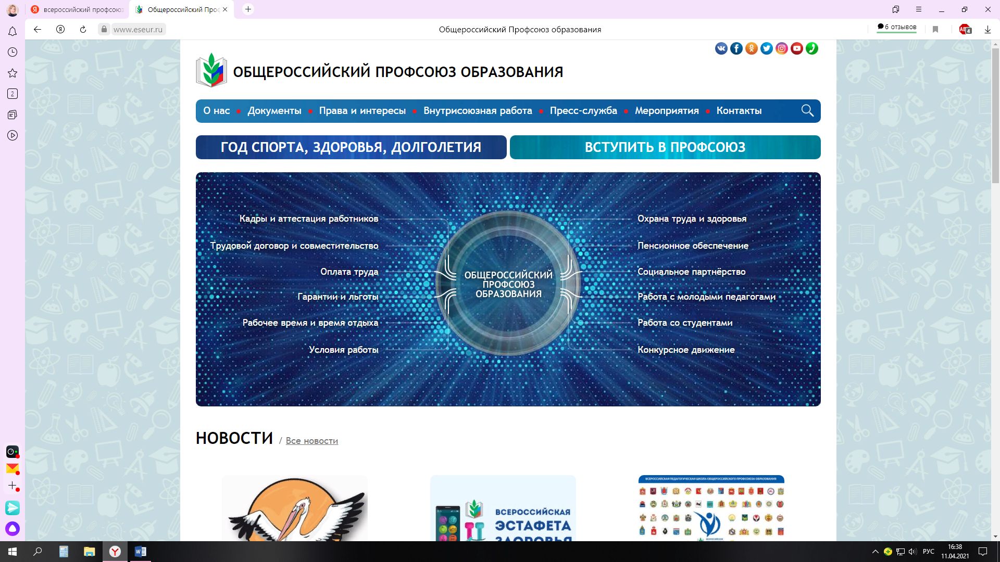 всероссийский профсоюз
Общероссийский Проф
www.eseur.ru
Общероссийский Профсоюз образования
6 отзывов
2
4
ОБЩЕРОССИЙСКИЙ ПРОФСОЮЗ ОБРАЗОВАНИЯ
О нас
Документы
Права и интересы
Внутрисоюзная работа
Пресс-служба
Мероприятия
Контакты
ГОД СПОРТА, ЗДОРОВЬЯ, ДОЛГОЛЕТИЯ
ВСТУПИТЬ В ПРОФСОЮЗ
Кадры и аттестация работников
Трудовой договор и совместительство
Оплата труда
Гарантии и льготы
Рабочее время и время отдыха
Условия работы
ОБЩЕРОССИЙСКИЙ
ПРОФСОЮЗ
ОБРАЗОВАНИЯ
Охрана труда и здоровья
Пенсионное обеспечение
Социальное партнёрство
Работа с молодыми педагогами
Работа со студентами
Конкурсное движение
НОВОСТИ / Все новости
ВСЕРОССИЙСКАЯ
ЭСТАФЕТА
ЗДОРОВЬЯ
ВСЕРОССИЙСКАЯ ПЕДАГОГИЧЕСКАЯ ШКОЛА ОБЩЕРОССИЙСКОГО ПРОФСОЮЗА ОБРАЗОВАНИЯ
РУС
16:38
11.04.2021